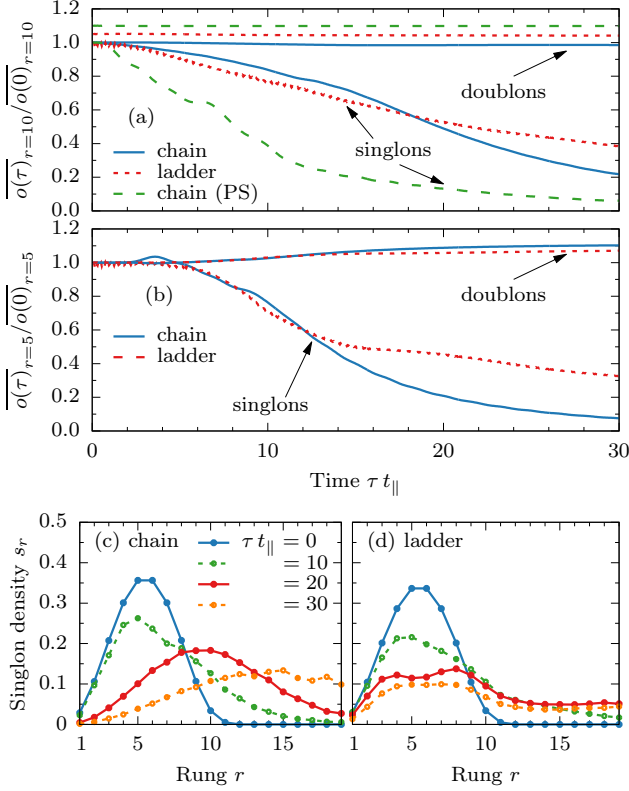 1.2
1.0
0.8
0.6
0.4
0.2
0.0
o(τ)_{r=10}/o(0)_{r=10}
(a)
doublons
singlons
chain
ladder
chain (PS)
1.2
1.0
0.8
0.6
0.4
0.2
0.0
o(τ)_{r=5}/o(0)_{r=5}
(b)
doublons
singlons
chain
ladder
0 10 20 30
Time τ t_∥
0.5
0.4
0.3
0.2
0.1
0
Singlon density s_r
(c) chain
τ t_∥ = 0
= 10
= 20
= 30
(d) ladder
1 5 10 15
1 5 10 15
Rung r
Rung r